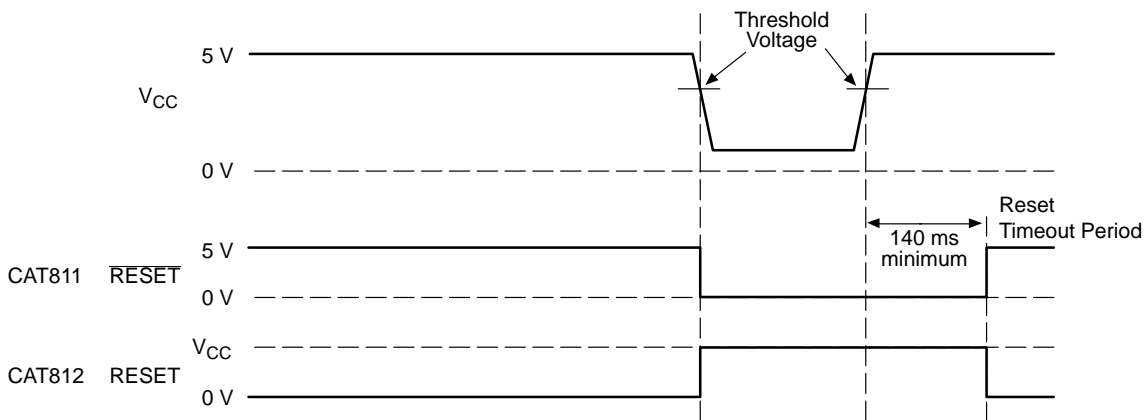 Threshold
Voltage
5 V
VCC
0 V
Reset
Timeout Period
140 ms
minimum
5 V
CAT811 RESET
0 V
VCC
CAT812 RESET
0 V